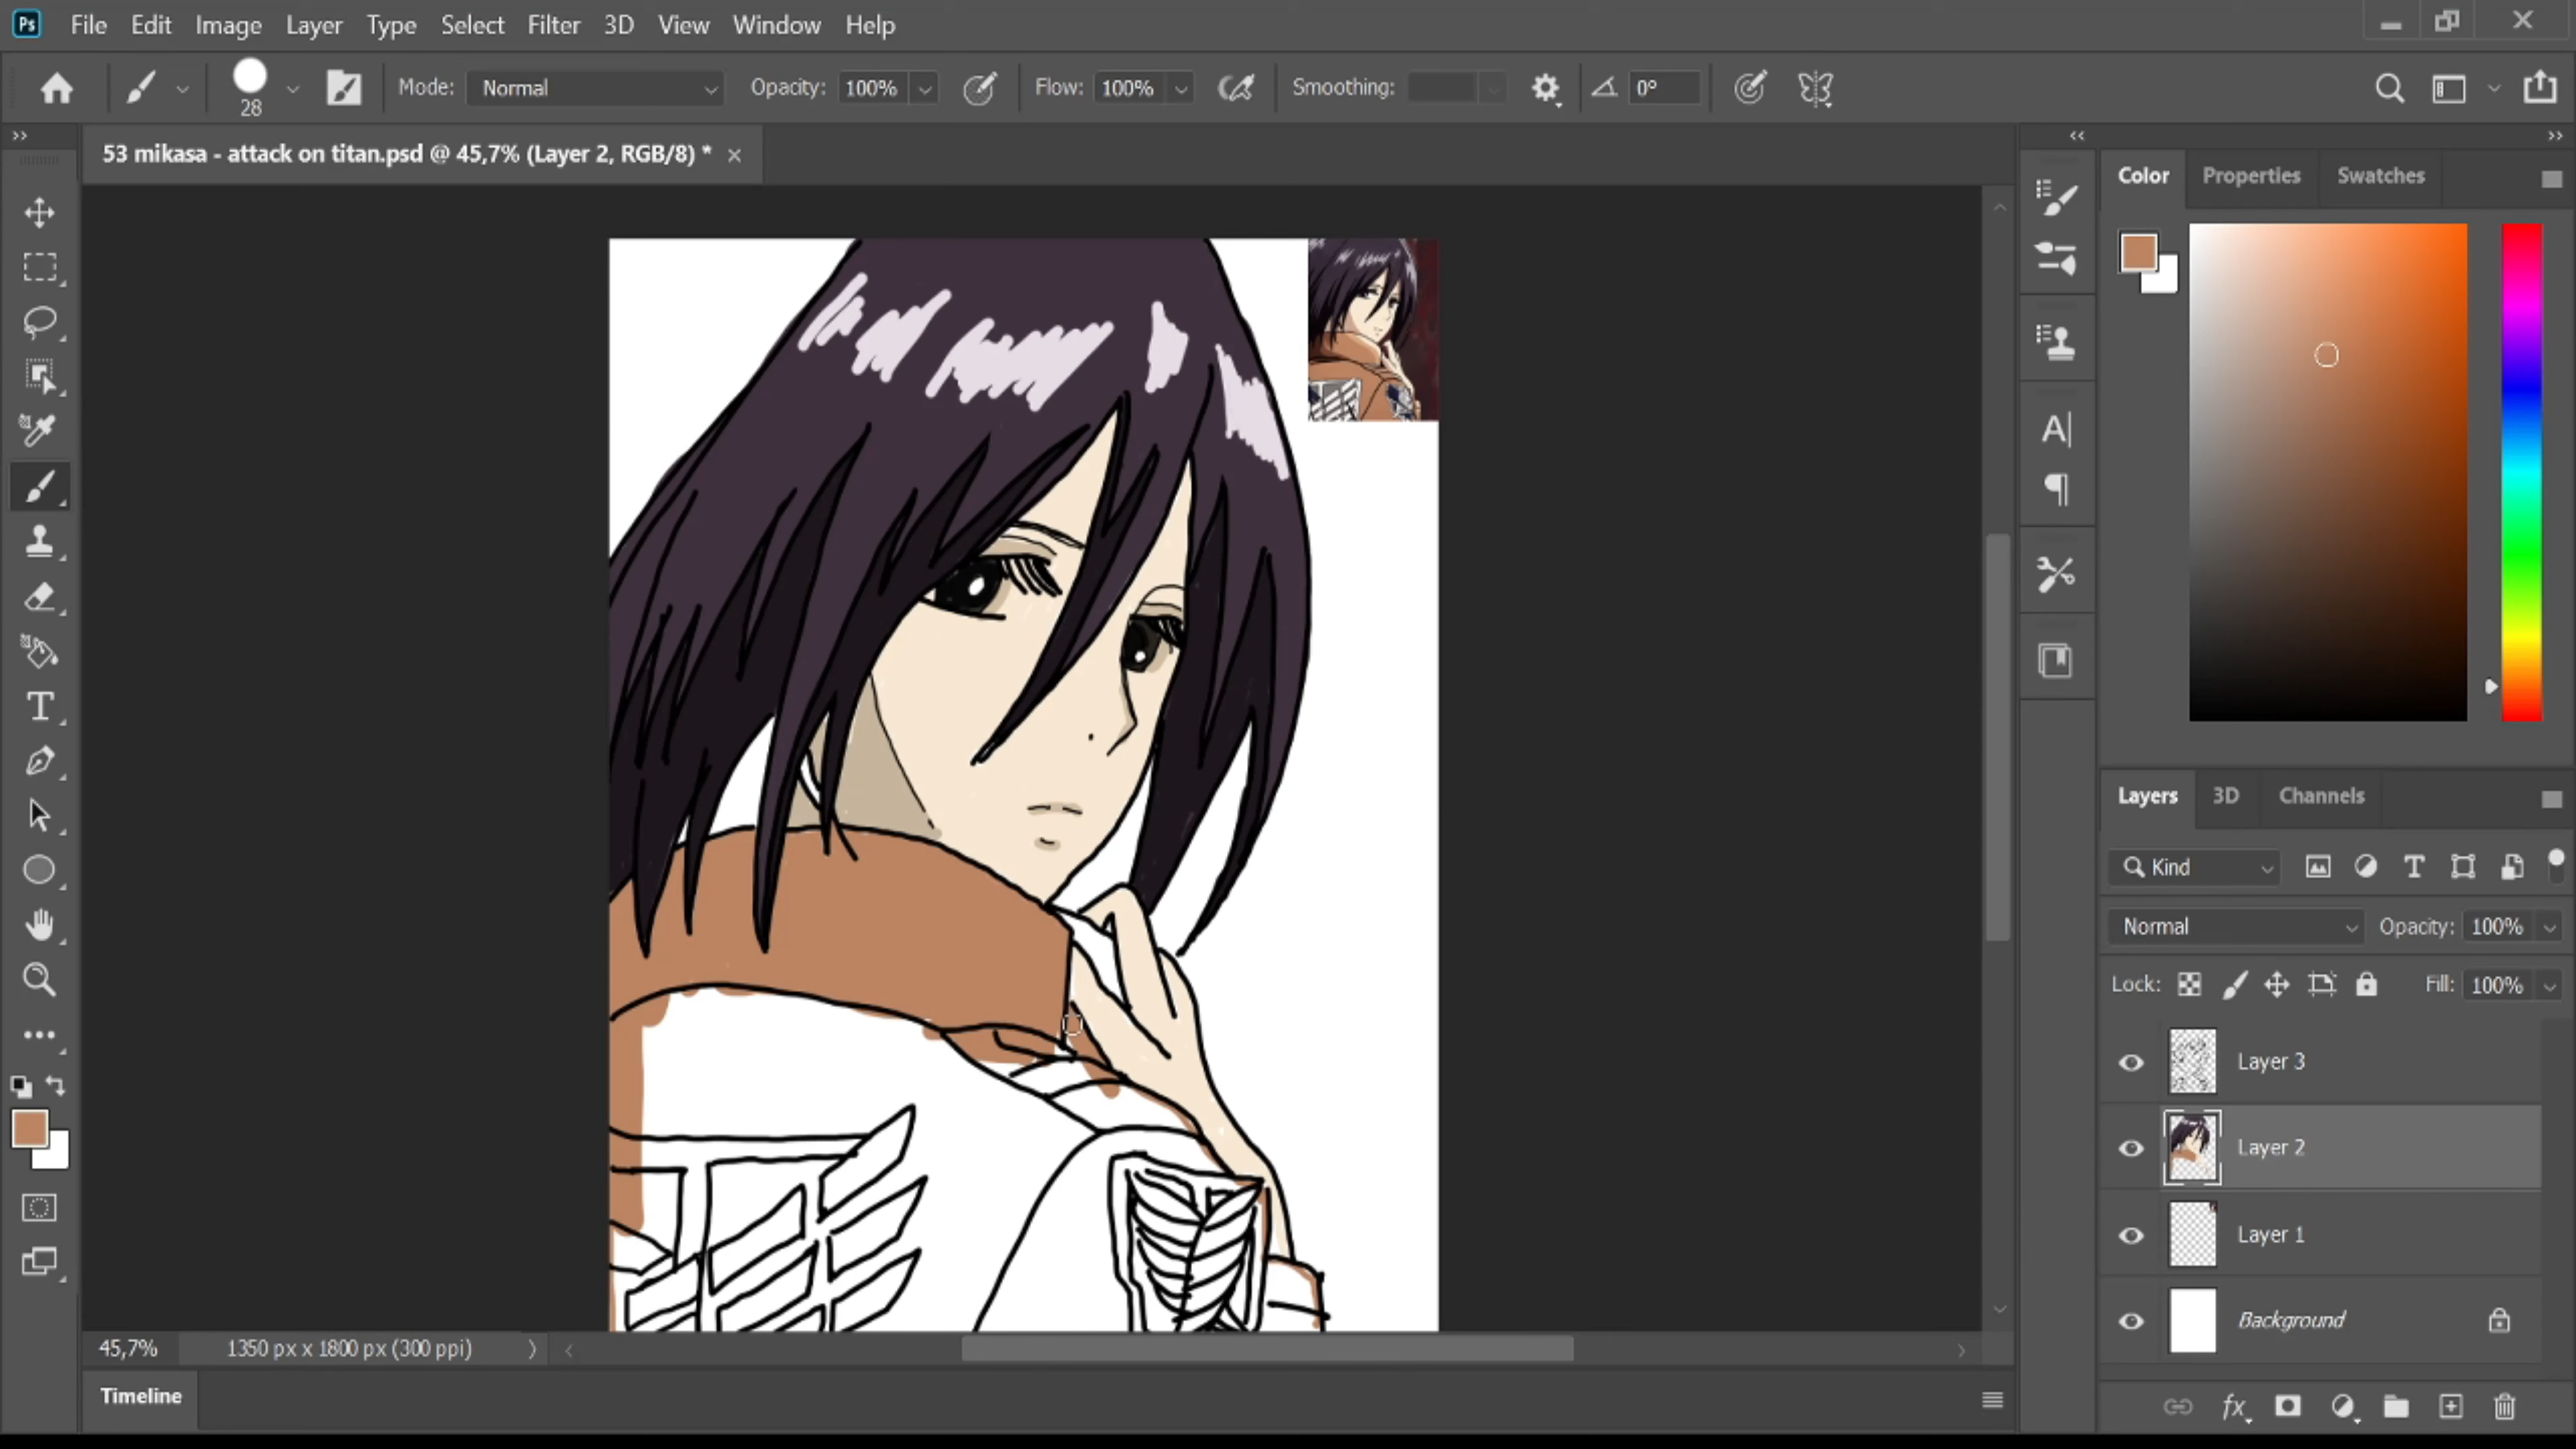 Ps File Edit Image Layer Type Select Filter 3D View Window Help
28 Mode: Normal Opacity: 100% Flow: 100% Smoothing: 0°
53 mikasa - attack on titan.psd @ 45,7% (Layer 2, RGB/8) *
Color Properties Swatches
Layers 3D Channels
Kind
Normal Opacity: 100%
Lock: Fill: 100%
Layer 3
Layer 2
Layer 1
Background
45,7% 1350 px x 1800 px (300 ppi)
Timeline
fx